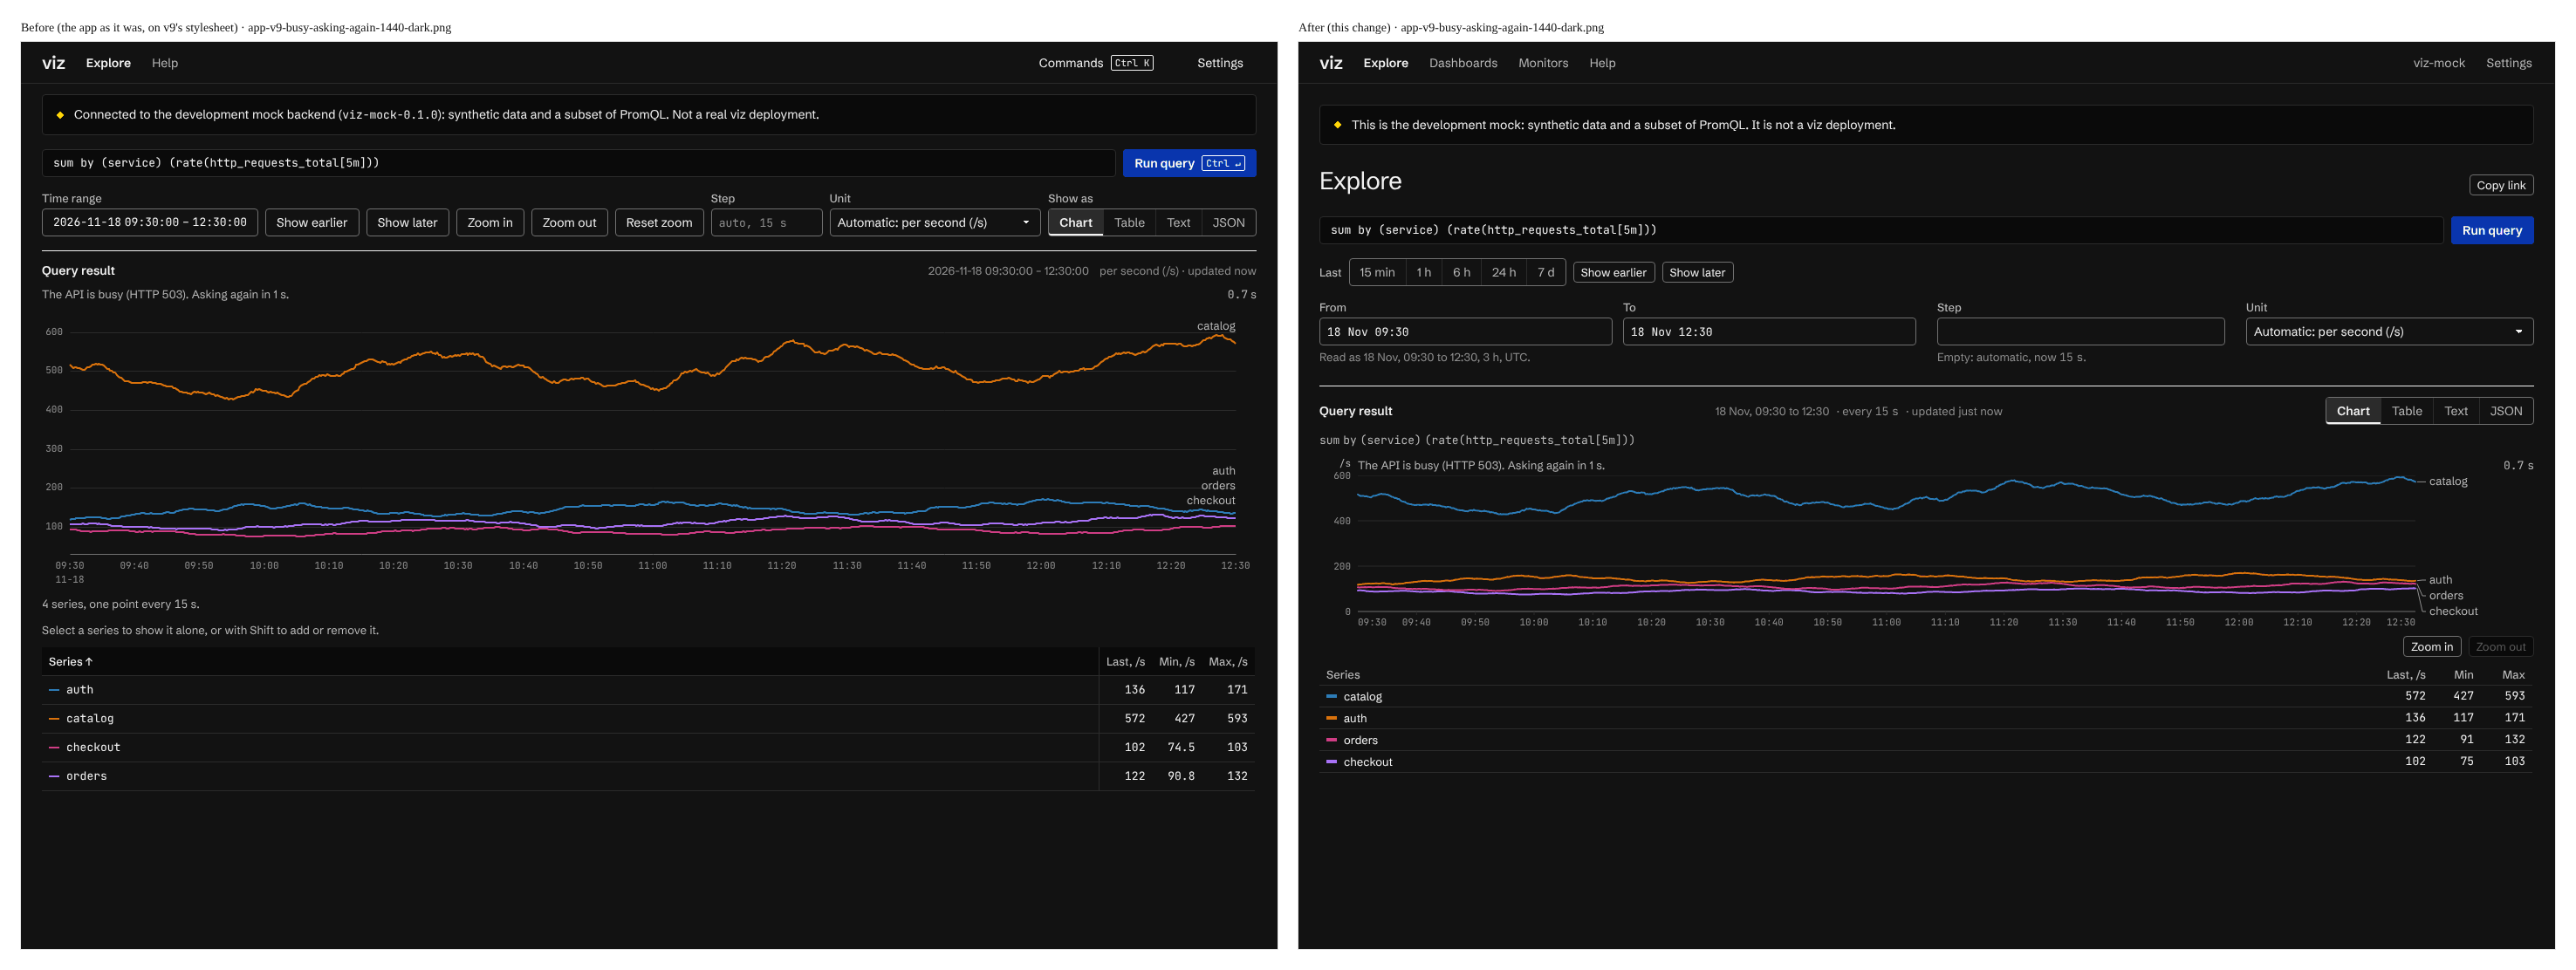 Before (the app as it was, on v9's stylesheet) · app-v9-busy-asking-again-1440-dark.png
viz Explore Help Commands Ctrl K Settings
Connected to the development mock backend (viz-mock-0.1.0): synthetic data and a subset of PromQL. Not a real viz deployment.
sum by (service) (rate(http_requests_total[5m])) Run query Ctrl ↵
Time range Step Unit Show as
2026-11-18 09:30:00 – 12:30:00 Show earlier Show later Zoom in Zoom out Reset zoom auto, 15 s Automatic: per second (/s) Chart Table Text JSON
Query result 2026-11-18 09:30:00 – 12:30:00 per second (/s) · updated now
The API is busy (HTTP 503). Asking again in 1 s. 0.7 s
catalog
600
500
400
300
auth
200 orders
checkout
100
09:30 09:40 09:50 10:00 10:10 10:20 10:30 10:40 10:50 11:00 11:10 11:20 11:30 11:40 11:50 12:00 12:10 12:20 12:30
11-18
4 series, one point every 15 s.
Select a series to show it alone, or with Shift to add or remove it.
Series ↑ Last, /s Min, /s Max, /s
auth 136 117 171
catalog 572 427 593
checkout 102 74.5 103
orders 122 90.8 132
After (this change) · app-v9-busy-asking-again-1440-dark.png
viz Explore Dashboards Monitors Help viz-mock Settings
This is the development mock: synthetic data and a subset of PromQL. It is not a viz deployment.
Explore Copy link
sum by (service) (rate(http_requests_total[5m])) Run query
Last 15 min 1 h 6 h 24 h 7 d Show earlier Show later
From To Step Unit
18 Nov 09:30 18 Nov 12:30 Automatic: per second (/s)
Read as 18 Nov, 09:30 to 12:30, 3 h, UTC. Empty: automatic, now 15 s.
Query result 18 Nov, 09:30 to 12:30 · every 15 s · updated just now Chart Table Text JSON
sum by (service) (rate(http_requests_total[5m]))
/s The API is busy (HTTP 503). Asking again in 1 s. 0.7 s
600 catalog
400
200
auth
orders
0 checkout
09:30 09:40 09:50 10:00 10:10 10:20 10:30 10:40 10:50 11:00 11:10 11:20 11:30 11:40 11:50 12:00 12:10 12:20 12:30
Zoom in Zoom out
Series Last, /s Min Max
catalog 572 427 593
auth 136 117 171
orders 122 91 132
checkout 102 75 103